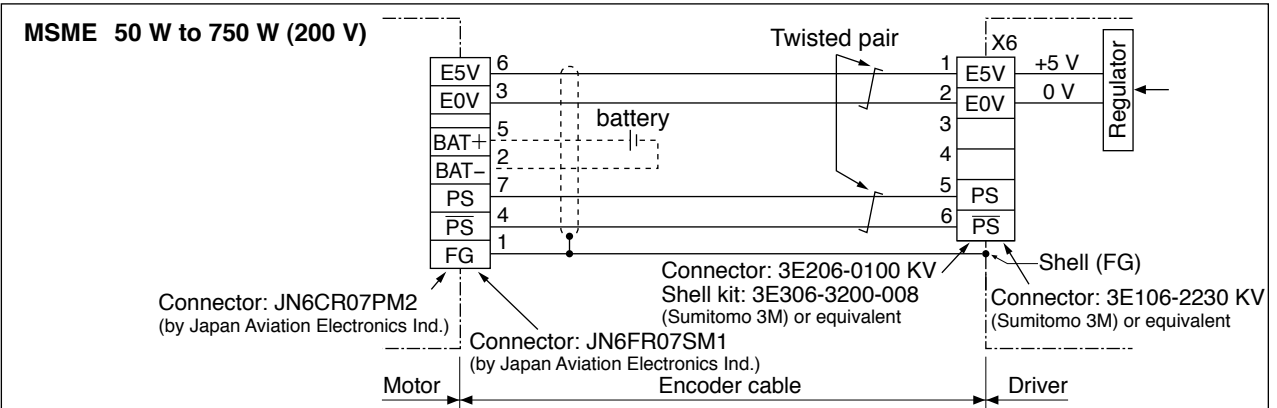 MSME 50 W to 750 W (200 V)
Twisted pair
X6
E5V 6
1 E5V +5 V
E0V 3
2 E0V 0 V
Regulator
battery
3
BAT+ 5
4
BAT− 2
PS 7
5 PS
PS 4
6 PS
FG 1
Shell (FG)
Connector: 3E206-0100 KV
Shell kit: 3E306-3200-008
(Sumitomo 3M) or equivalent
Connector: 3E106-2230 KV
(Sumitomo 3M) or equivalent
Connector: JN6CR07PM2
(by Japan Aviation Electronics Ind.)
Connector: JN6FR07SM1
(by Japan Aviation Electronics Ind.)
Motor
Encoder cable
Driver